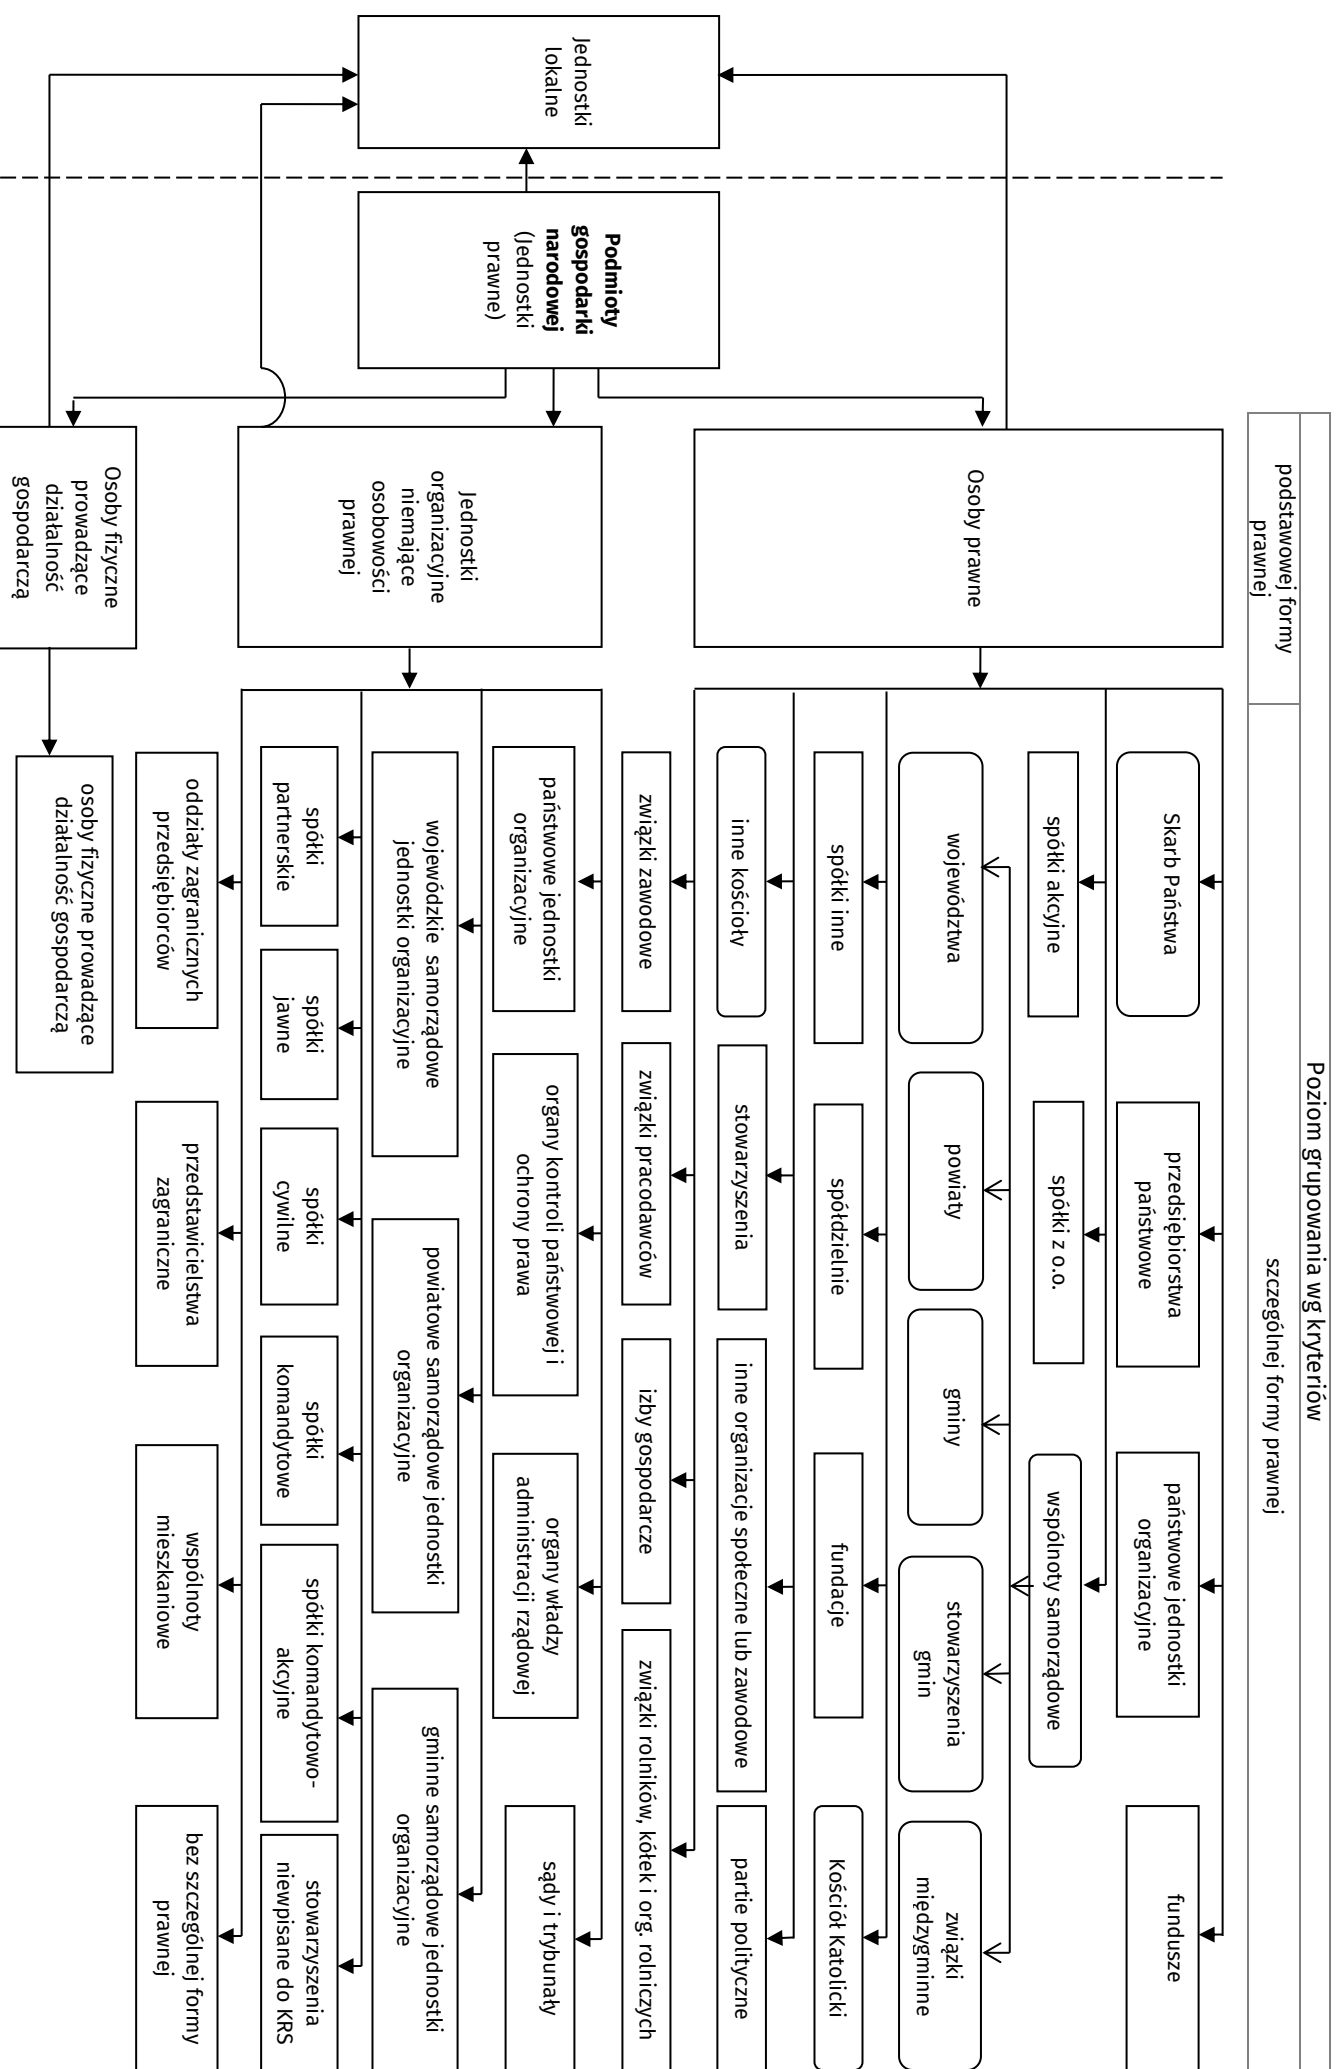 Poziom grupowania wg kryteriów
podstawowej formy
prawnej
szczególnej formy prawnej
Jednostki
lokalne
Podmioty
gospodarki
narodowej
(Jednostki
prawne)
Osoby prawne
Skarb Państwa
przedsiębiorstwa
państwowe
państwowe jednostki
organizacyjne
fundusze
spółki akcyjne
spółki z o.o.
wspólnoty samorządowe
województwa
powiaty
gminy
stowarzyszenia
gmin
związki
międzygminne
spółki inne
spółdzielnie
fundacje
Kościół Katolicki
inne kościoły
stowarzyszenia
inne organizacje społeczne lub zawodowe
partie polityczne
związki zawodowe
związki pracodawców
izby gospodarcze
związki rolników, kółek i org. rolniczych
Jednostki
organizacyjne
niemające
osobowości
prawnej
państwowe jednostki
organizacyjne
organy kontroli państwowej i
ochrony prawa
organy władzy
administracji rządowej
sądy i trybunały
wojewódzkie samorządowe
jednostki organizacyjne
powiatowe samorządowe jednostki
organizacyjne
gminne samorządowe jednostki
organizacyjne
spółki
partnerskie
spółki
jawne
spółki
cywilne
spółki
komandytowe
spółki komandytowo-
akcyjne
stowarzyszenia
niewpisane do KRS
oddziały zagranicznych
przedsiębiorców
przedstawicielstwa
zagraniczne
wspólnoty
mieszkaniowe
bez szczególnej formy
prawnej
Osoby fizyczne
prowadzące
działalność
gospodarczą
osoby fizyczne prowadzące
działalność gospodarczą